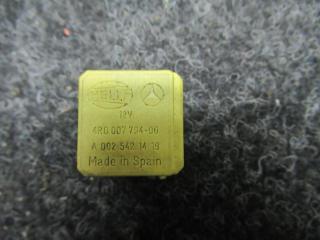 HELLA
12V
4RD 007 794-06
A 002 542 14 19
Made in Spain